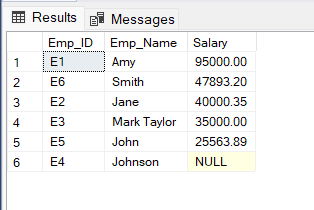 Results Messages
Emp_ID Emp_Name Salary
1 E1 Amy 95000.00
2 E6 Smith 47893.20
3 E2 Jane 40000.35
4 E3 Mark Taylor 35000.00
5 E5 John 25563.89
6 E4 Johnson NULL